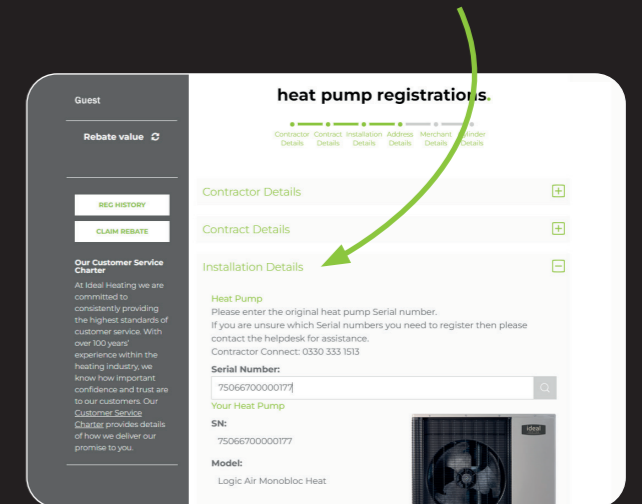 Guest
Rebate value
REG HISTORY
CLAIM REBATE
Our Customer Service
Charter
At Ideal Heating we are
committed to
consistently providing
the highest standards of
customer service. With
over 100 years'
experience within the
heating industry, we
know how important
confidence and trust are
to our customers. Our
Customer Service
Charter provides details
of how we deliver our
promise to you.
heat pump registrations.
Contractor Contract Installation Address Merchant
Details Details Details Details Details Details
Contractor Details
Contract Details
Installation Details
Heat Pump
Please enter the original heat pump Serial number.
If you are unsure which Serial numbers you need to register then please
contact the helpdesk for assistance.
Contractor Connect: 0330 333 1513
Serial Number:
75066700000177
Your Heat Pump
SN:
75066700000177
Model:
Logic Air Monobloc Heat
ideal